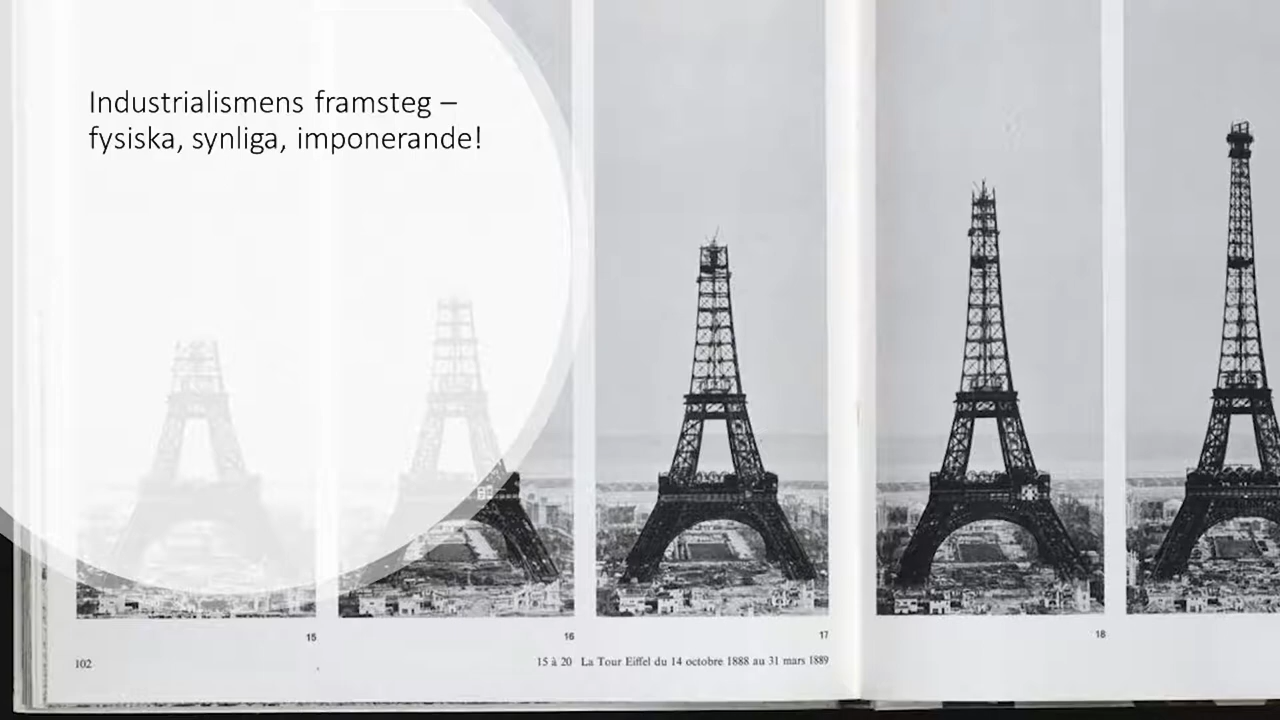 Industrialismens framsteg –
fysiska, synliga, imponerande!
15
16
17
18
102
15 à 20 La Tour Eiffel du 14 octobre 1888 au 31 mars 1889